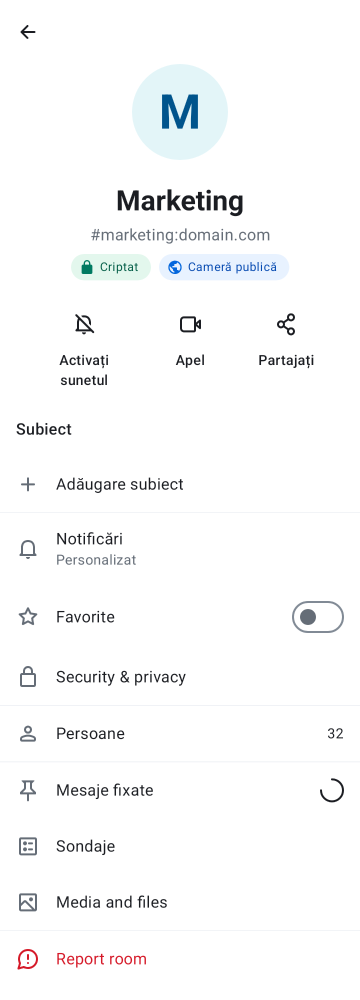 M
Marketing
#marketing:domain.com
Criptat
Cameră publică
Activați
sunetul
Apel
Partajați
Subiect
Adăugare subiect
Notificări
Personalizat
Favorite
Security & privacy
Persoane
32
Mesaje fixate
Sondaje
Media and files
Report room